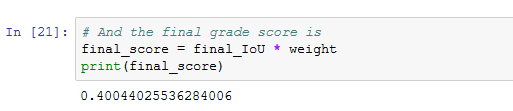 In [21]: # And the final grade score is
final_score = final_IoU * weight
print(final_score)
0.40044025536284006